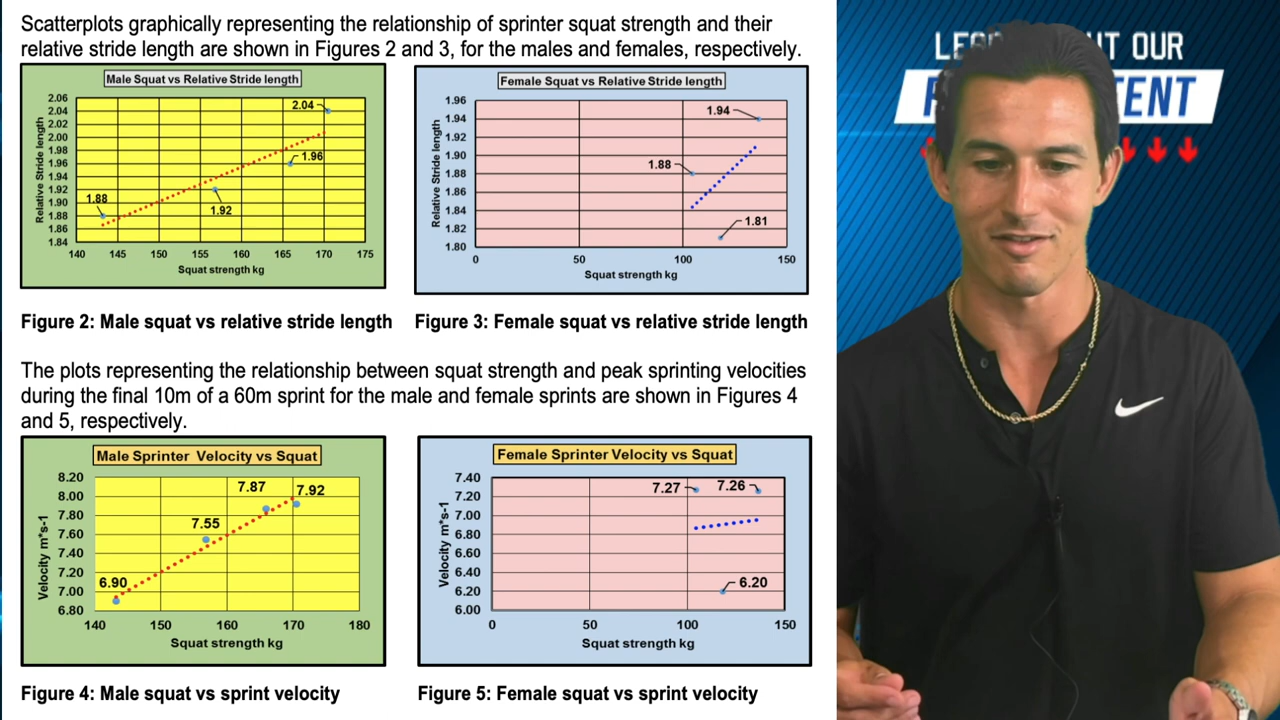 Scatterplots graphically representing the relationship of sprinter squat strength and their
relative stride length are shown in Figures 2 and 3, for the males and females, respectively.
Male Squat vs Relative Stride length
2.06
2.04
2.02
2.00
1.98
1.96
1.94
1.92
1.90
1.88
1.86
1.84
Relative Stride length
1.88
1.92
1.96
2.04
140 145 150 155 160 165 170 175
Squat strength kg
Female Squat vs Relative Stride length
1.96
1.94
1.92
1.90
1.88
1.86
1.84
1.82
1.80
Relative Stride length
1.94
1.88
1.81
0 50 100 150
Squat strength kg
Figure 2: Male squat vs relative stride length
Figure 3: Female squat vs relative stride length
The plots representing the relationship between squat strength and peak sprinting velocities
during the final 10m of a 60m sprint for the male and female sprints are shown in Figures 4
and 5, respectively.
Male Sprinter Velocity vs Squat
8.20
8.00
7.80
7.60
7.40
7.20
7.00
6.80
Velocity m*s-1
6.90
7.55
7.87
7.92
140 150 160 170 180
Squat strength kg
Female Sprinter Velocity vs Squat
7.40
7.20
7.00
6.80
6.60
6.40
6.20
6.00
Velocity m*s-1
7.27
7.26
6.20
0 50 100 150
Squat strength kg
Figure 4: Male squat vs sprint velocity
Figure 5: Female squat vs sprint velocity
OUR